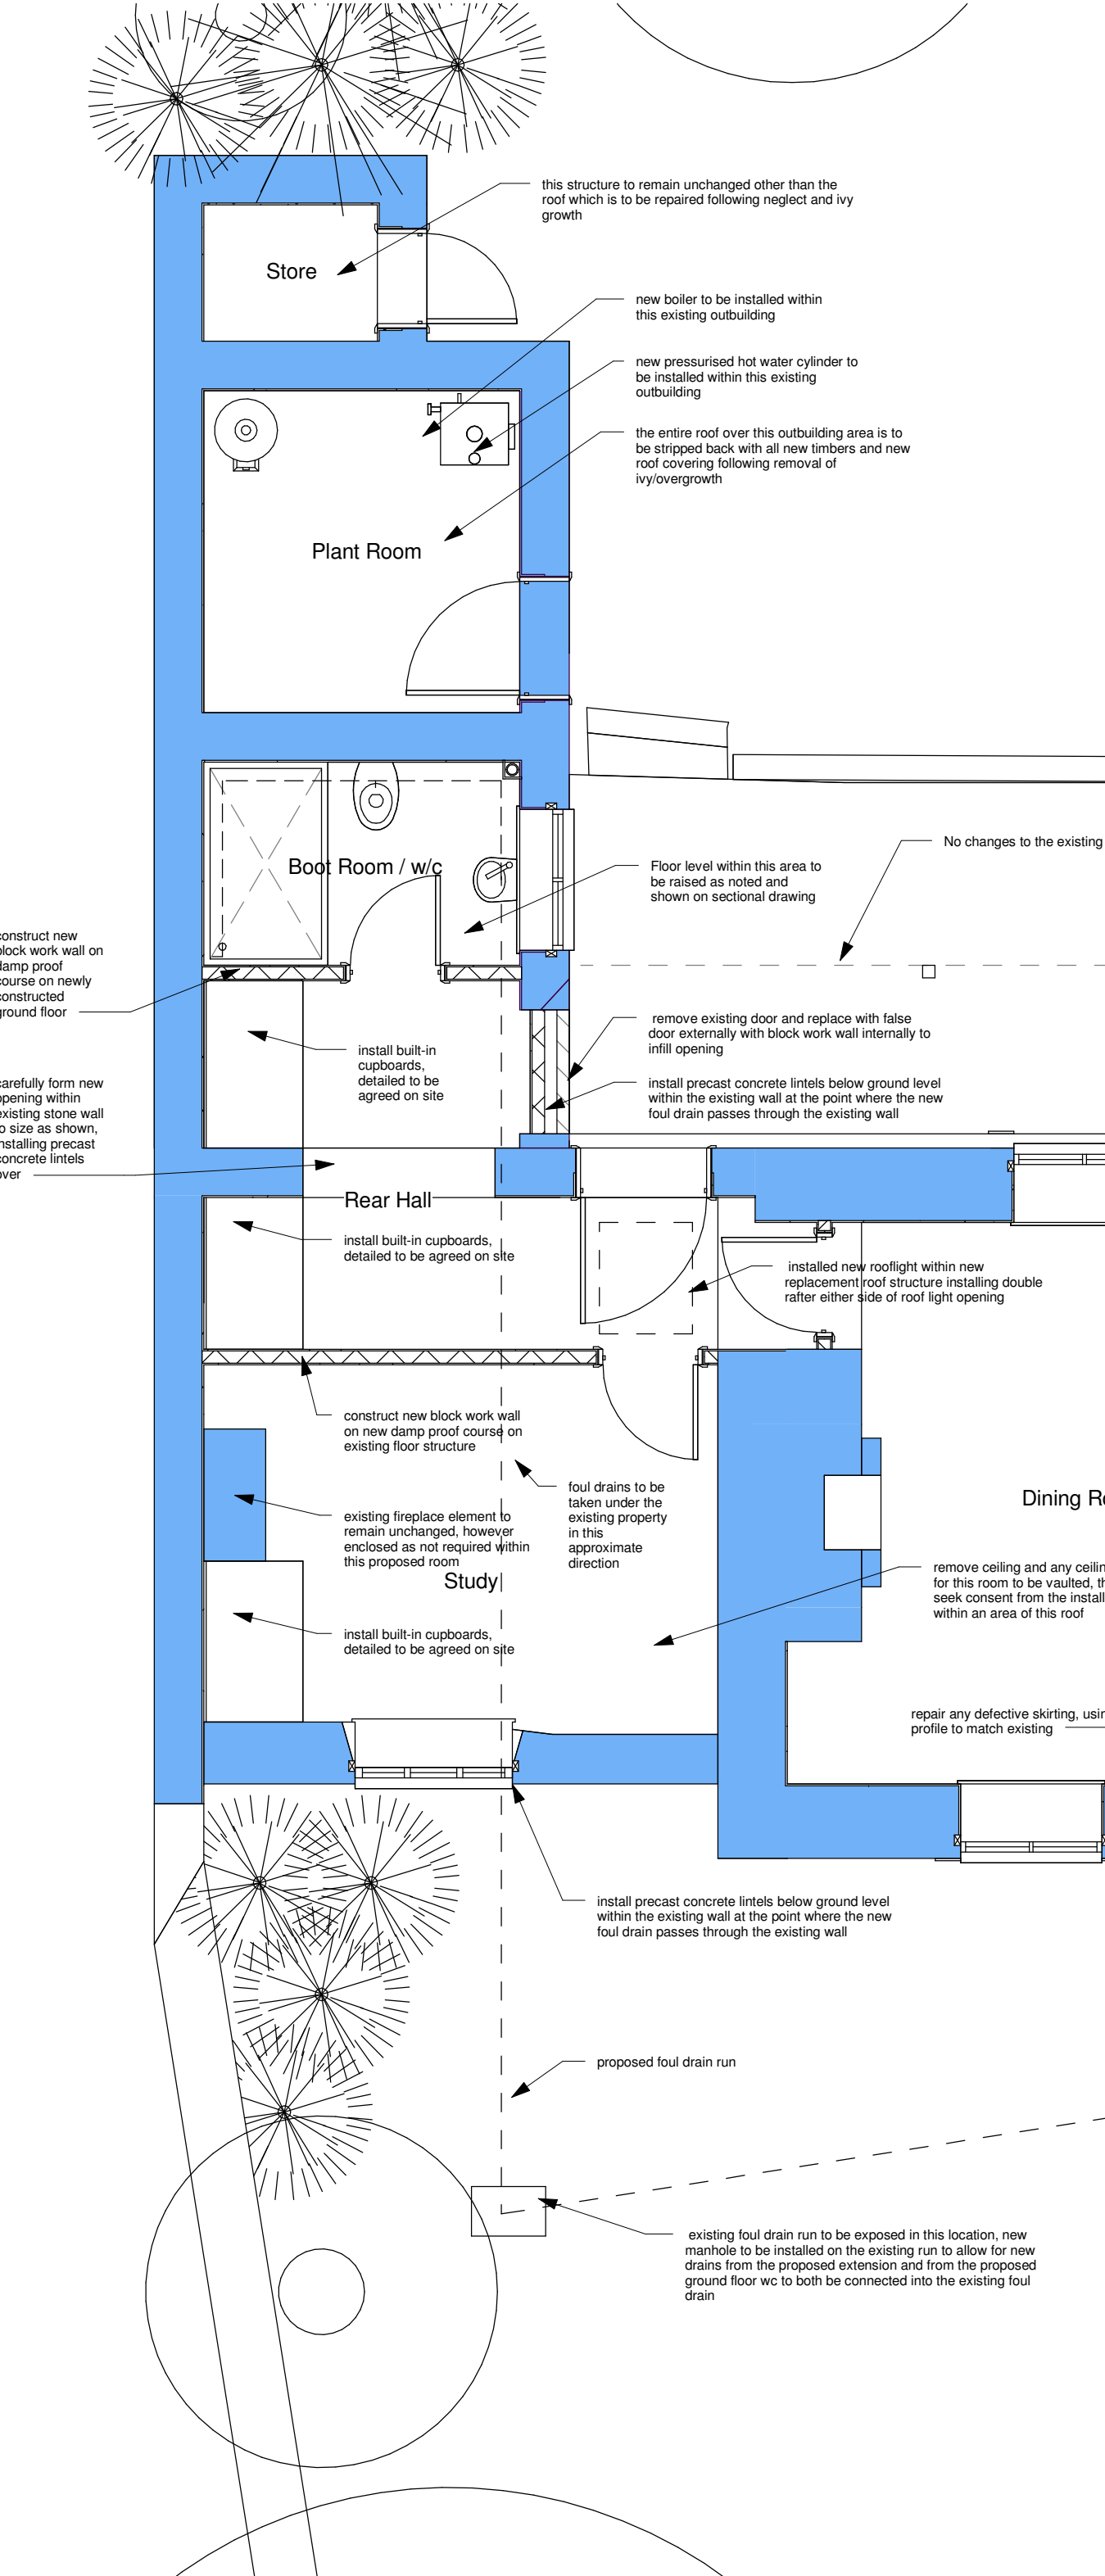 this structure to remain unchanged other than the
roof which is to be repaired following neglect and ivy
growth
Store
new boiler to be installed within
this existing outbuilding
new pressurised hot water cylinder to
be installed within this existing
outbuilding
the entire roof over this outbuilding area is to
be stripped back with all new timbers and new
roof covering following removal of
ivy/overgrowth
Plant Room
No changes to the existing
Boot Room / w/c
Floor level within this area to
be raised as noted and
shown on sectional drawing
construct new
block work wall on
damp proof
course on newly
constructed
ground floor
remove existing door and replace with false
door externally with block work wall internally to
infill opening
install built-in
cupboards,
detailed to be
agreed on site
install precast concrete lintels below ground level
within the existing wall at the point where the new
foul drain passes through the existing wall
carefully form new
opening within
existing stone wall
to size as shown,
installing precast
concrete lintels
over
Rear Hall
install built-in cupboards,
detailed to be agreed on site
installed new rooflight within new
replacement roof structure installing double
rafter either side of roof light opening
construct new block work wall
on new damp proof course on
existing floor structure
foul drains to be
taken under the
existing property
in this
approximate
direction
existing fireplace element to
remain unchanged, however
enclosed as not required within
this proposed room
Dining Ro
Study
remove ceiling and any ceilin
for this room to be vaulted, th
seek consent from the install
within an area of this roof
install built-in cupboards,
detailed to be agreed on site
repair any defective skirting, usin
profile to match existing
install precast concrete lintels below ground level
within the existing wall at the point where the new
foul drain passes through the existing wall
proposed foul drain run
existing foul drain run to be exposed in this location, new
manhole to be installed on the existing run to allow for new
drains from the proposed extension and from the proposed
ground floor wc to both be connected into the existing foul
drain